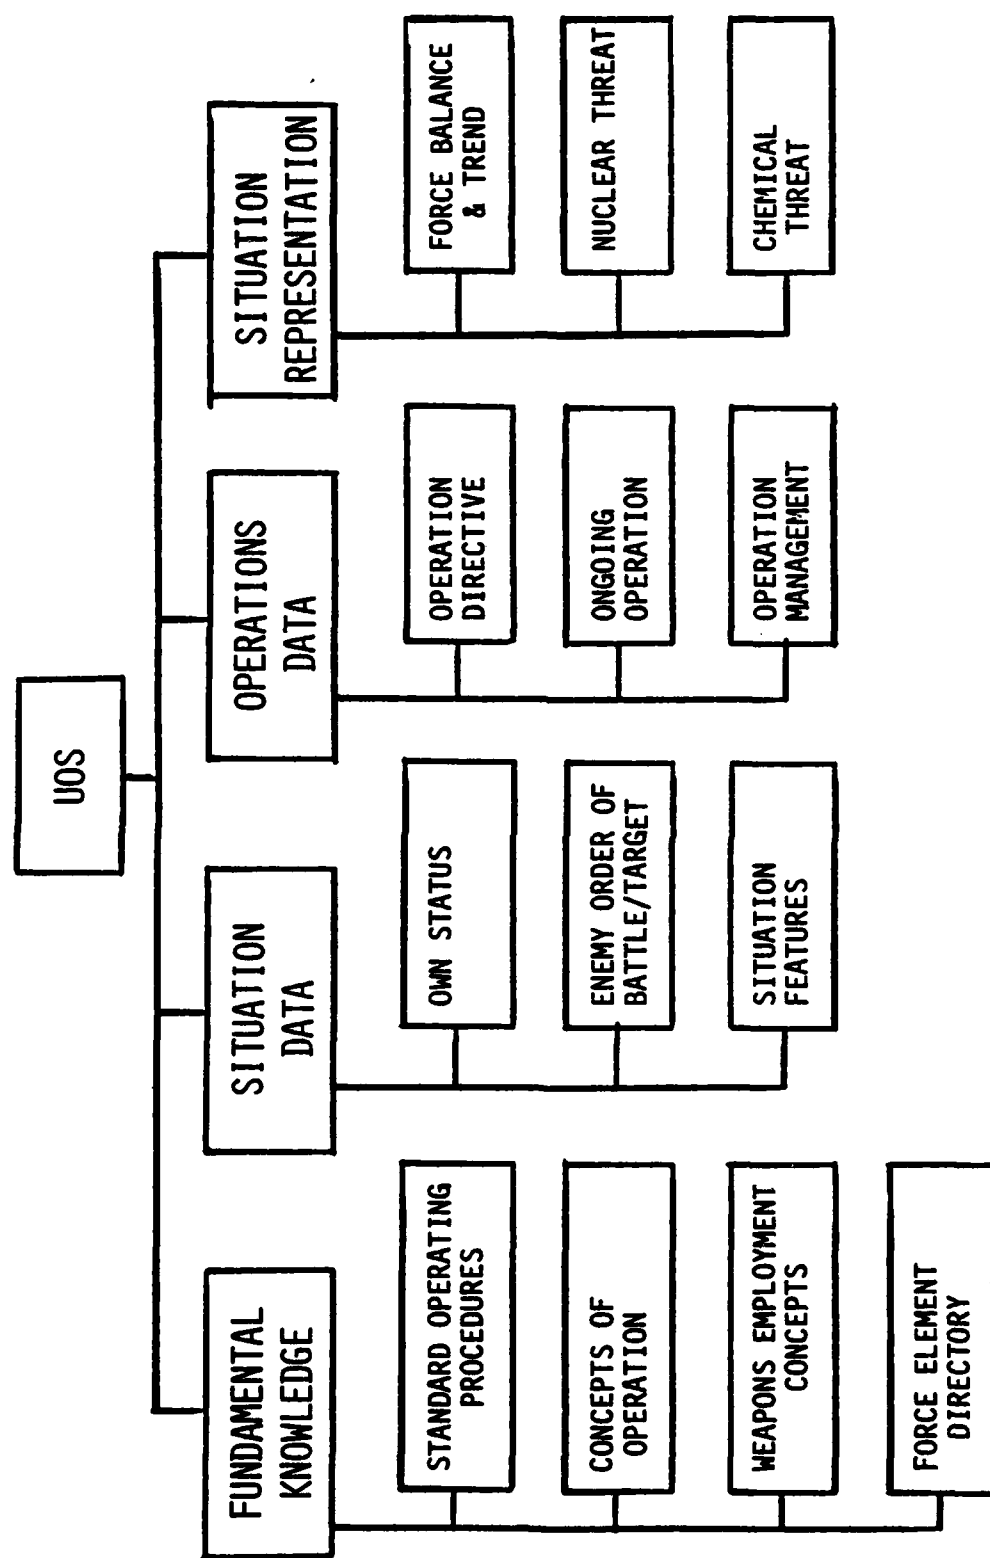 UOS
FUNDAMENTAL
KNOWLEDGE
STANDARD OPERATING
PROCEDURES
CONCEPTS OF
OPERATION
WEAPONS EMPLOYMENT
CONCEPTS
FORCE ELEMENT
DIRECTORY
SITUATION
DATA
OWN STATUS
ENEMY ORDER OF
BATTLE/TARGET
SITUATION
FEATURES
OPERATIONS
DATA
OPERATION
DIRECTIVE
ONGOING
OPERATION
OPERATION
MANAGEMENT
SITUATION
REPRESENTATION
FORCE BALANCE
& TREND
NUCLEAR THREAT
CHEMICAL
THREAT